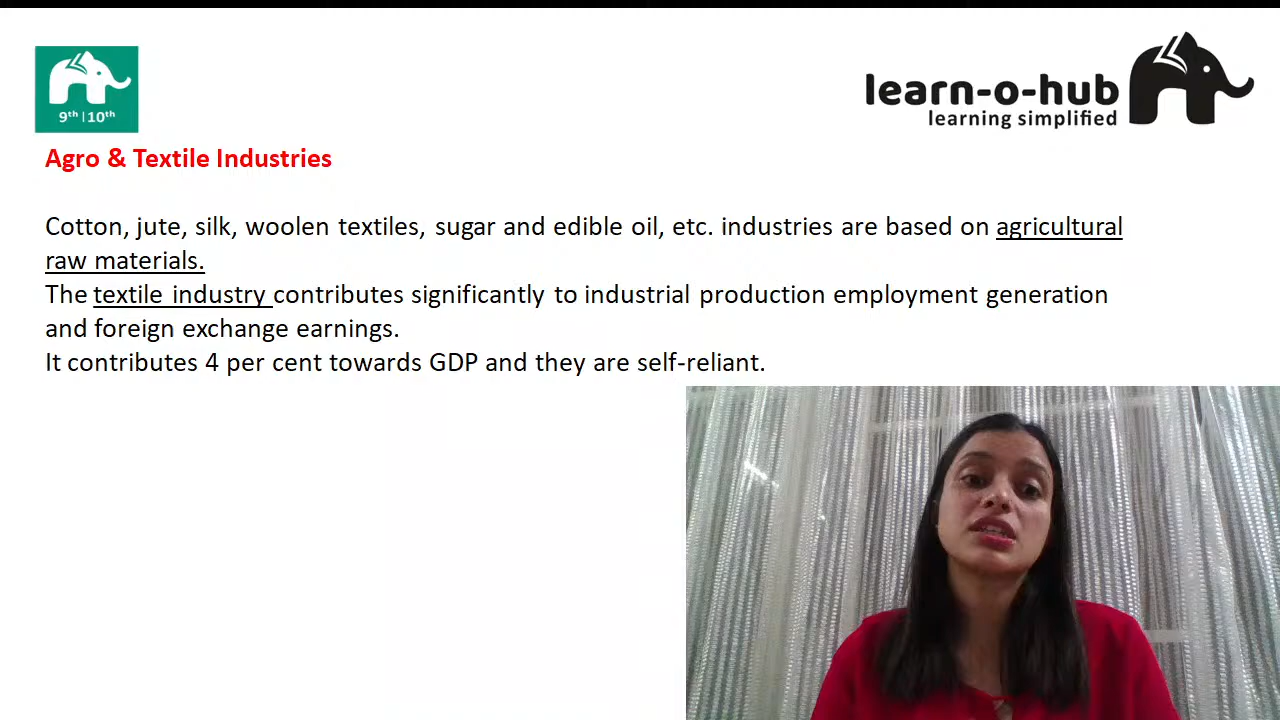 9th | 10th
learn-o-hub
learning simplified
Agro & Textile Industries
Cotton, jute, silk, woolen textiles, sugar and edible oil, etc. industries are based on agricultural
raw materials.
The textile industry contributes significantly to industrial production employment generation
and foreign exchange earnings.
It contributes 4 per cent towards GDP and they are self-reliant.